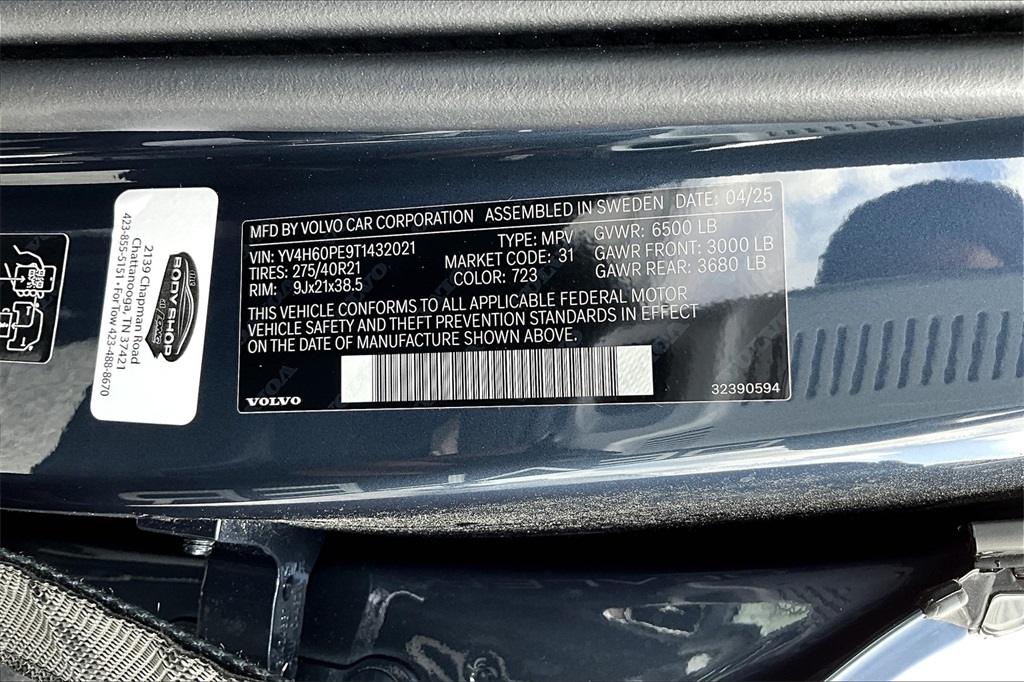 2139 Chapman Road
Chattanooga, TN 37421
423-855-5151 • For Tow 423-488-8670
BODY SHOP
MFD BY VOLVO CAR CORPORATION ASSEMBLED IN SWEDEN DATE: 04/25
VIN: YV4H60PE9T1432021 TYPE: MPV GVWR: 6500 LB
TIRES: 275/40R21 MARKET CODE: 31 GAWR FRONT: 3000 LB
RIM: 9Jx21x38.5 COLOR: 723 GAWR REAR: 3680 LB
THIS VEHICLE CONFORMS TO ALL APPLICABLE FEDERAL MOTOR
VEHICLE SAFETY AND THEFT PREVENTION STANDARDS IN EFFECT
ON THE DATE OF MANUFACTURE SHOWN ABOVE.
VOLVO 32390594